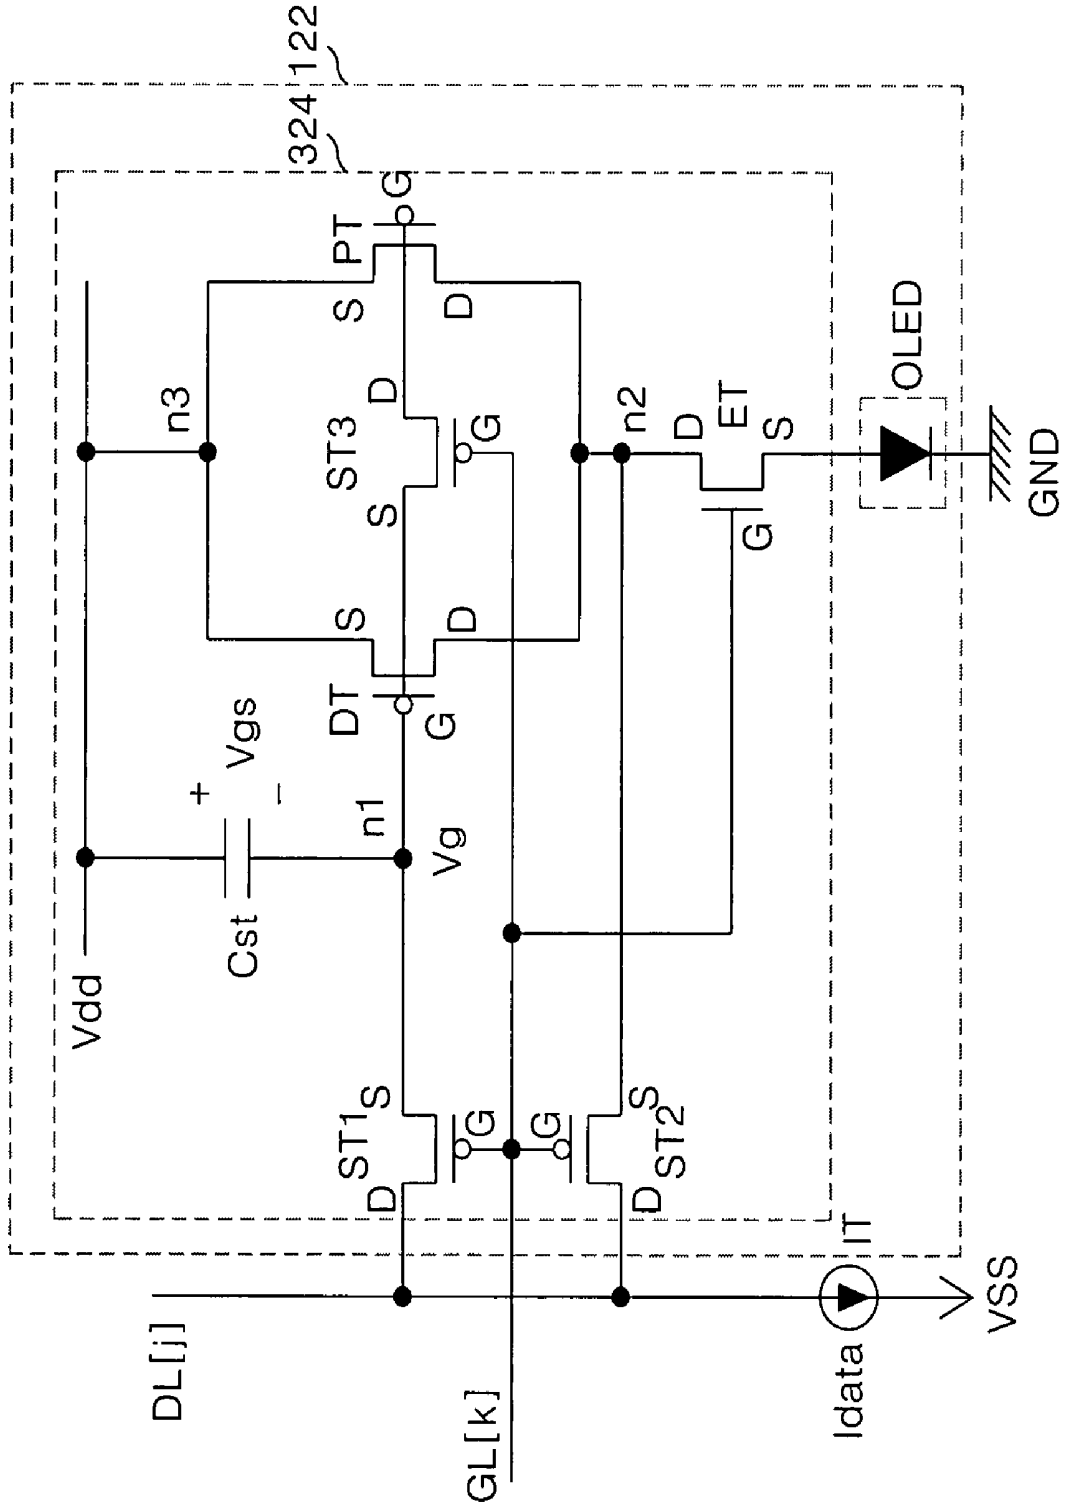 122
324
Vdd
n3
S
PT
G
D
S
ST3
D
G
S
DT
G
D
n2
D
ET
S
G
OLED
GND
+
Vgs
−
Cst
n1
Vg
D
ST1
S
G
G
S
ST2
D
DL[j]
GL[k]
IT
Idata
VSS